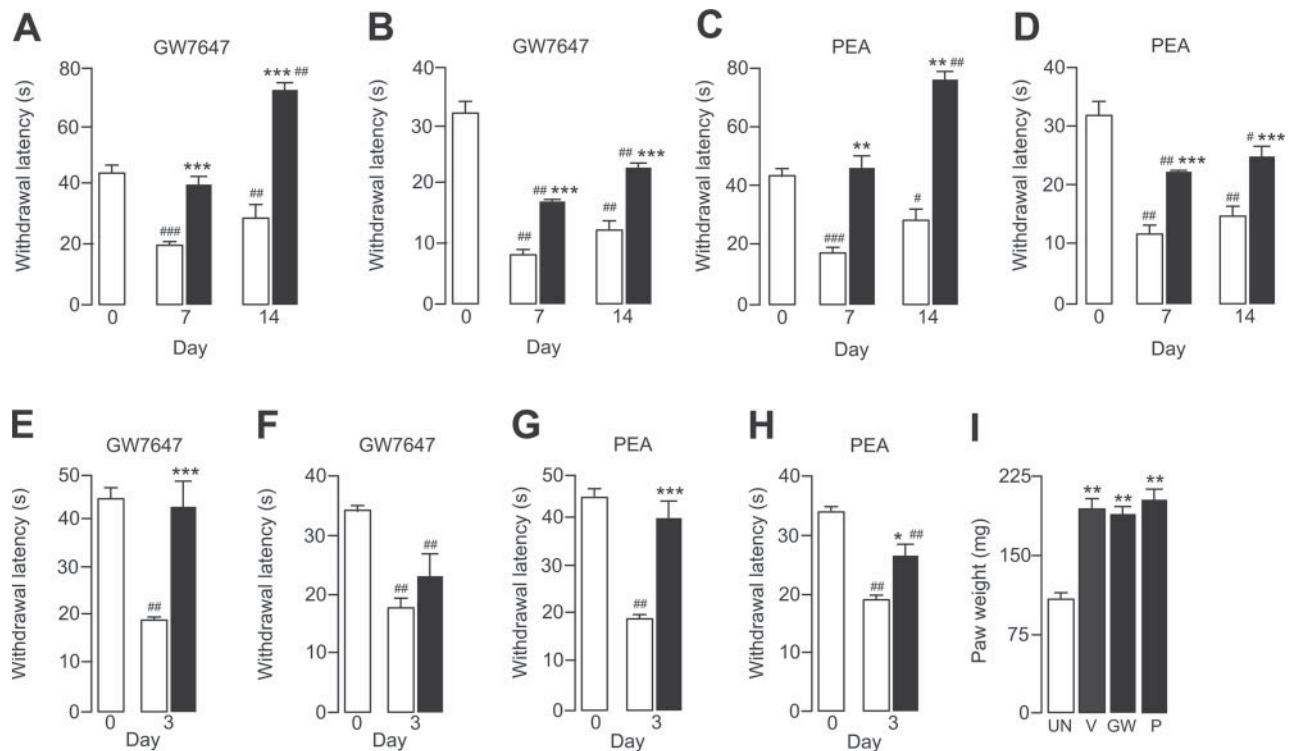 A
GW7647
Withdrawal latency (s)
80
60
40
20
0
***
##
***
###
##
0 7 14
Day
B
GW7647
Withdrawal latency (s)
40
30
20
10
0
## ***
## ***
##
##
0 7 14
Day
C
PEA
Withdrawal latency (s)
80
60
40
20
0
** ##
**
#
###
0 7 14
Day
D
PEA
Withdrawal latency (s)
40
30
20
10
0
# ***
## ***
##
##
0 7 14
Day
E
GW7647
Withdrawal latency (s)
50
40
30
20
10
0
***
##
0 3
Day
F
GW7647
Withdrawal latency (s)
40
30
20
10
0
##
##
0 3
Day
G
PEA
Withdrawal latency (s)
50
40
30
20
10
0
***
##
0 3
Day
H
PEA
Withdrawal latency (s)
40
30
20
10
0
* ##
##
0 3
Day
I
Paw weight (mg)
225
150
75
0
** ** **
UN V GW P